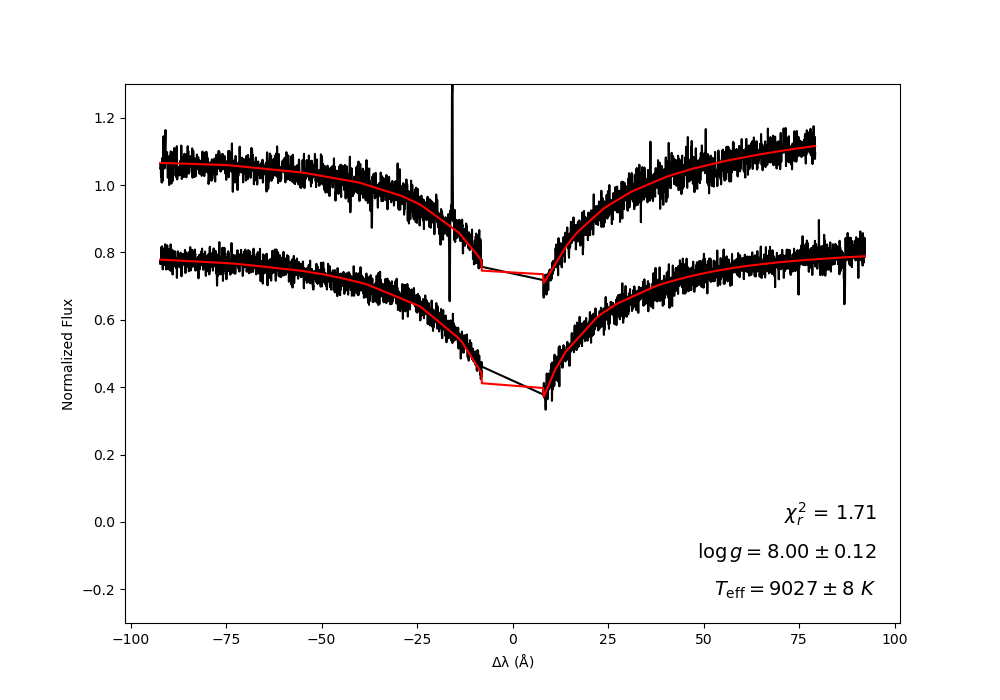 1.2
1.0
0.8
0.6
0.4
0.2
0.0
−0.2
Normalized Flux
χ²ᵣ = 1.71
log g = 8.00 ± 0.12
T_eff = 9027 ± 8 K
−100 −75 −50 −25 0 25 50 75 100
Δλ (Å)